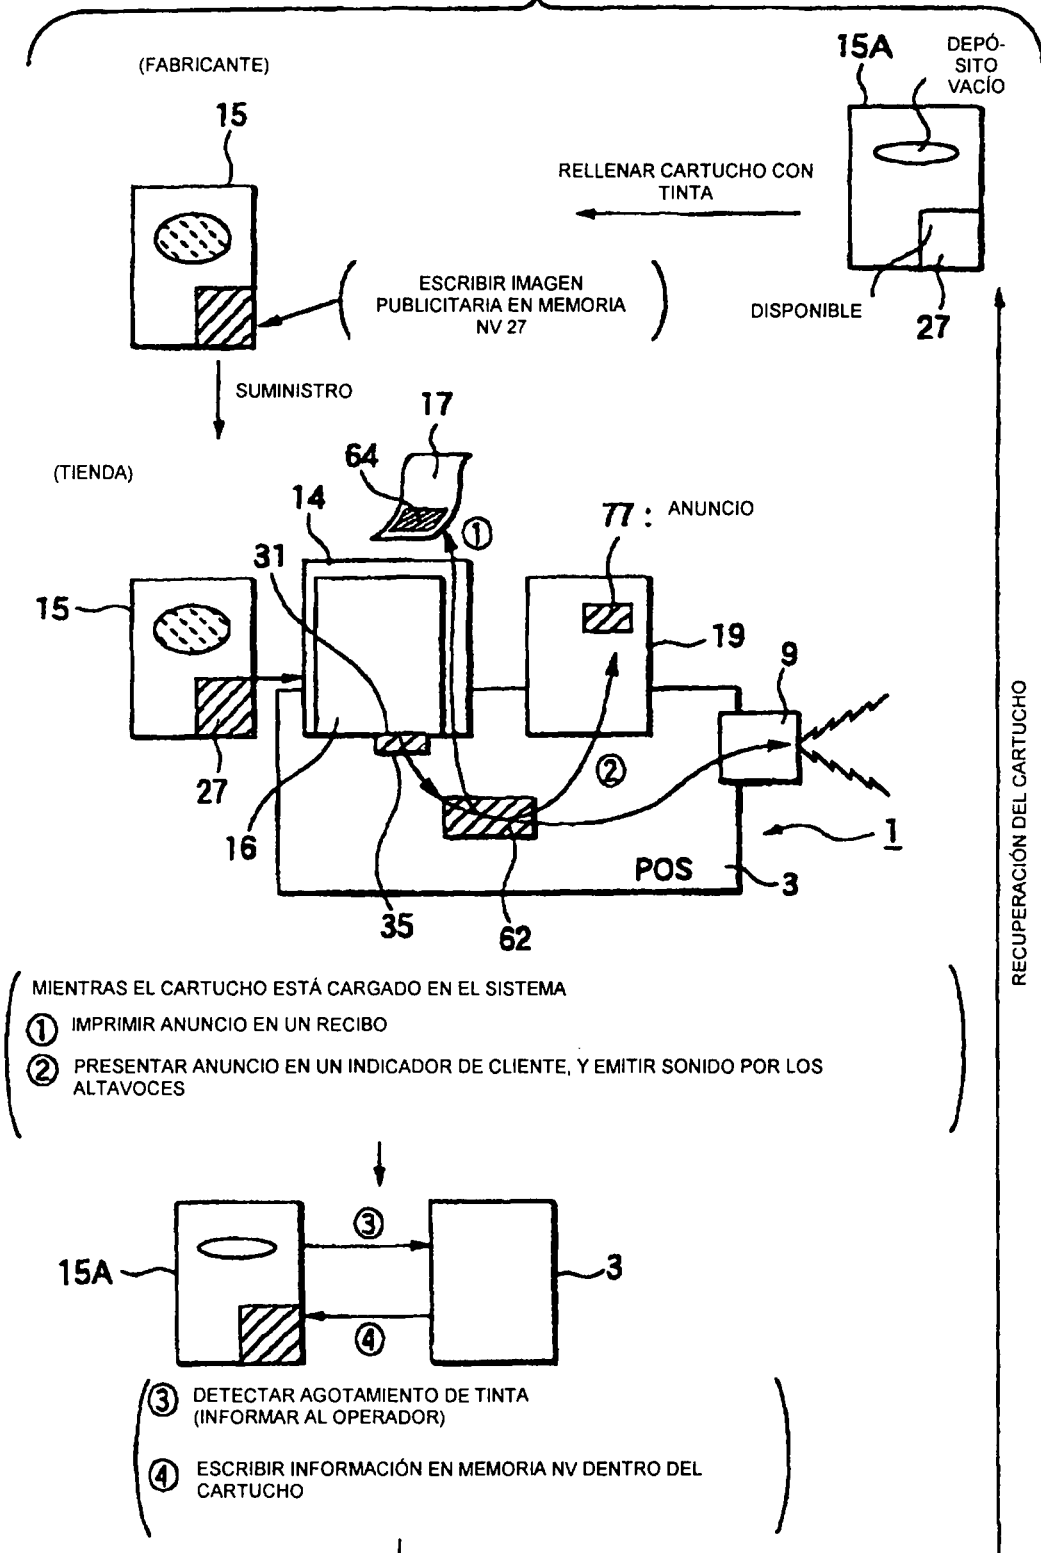 (FABRICANTE)
15
15A
DEPÓ-
SITO
VACÍO
RELLENAR CARTUCHO CON
TINTA
ESCRIBIR IMAGEN
PUBLICITARIA EN MEMORIA
NV 27
DISPONIBLE
27
SUMINISTRO
(TIENDA)
17
64
14
1
77 : ANUNCIO
31
15
19
9
27
16
2
1
POS
3
35
62
RECUPERACIÓN DEL CARTUCHO
MIENTRAS EL CARTUCHO ESTÁ CARGADO EN EL SISTEMA
1 IMPRIMIR ANUNCIO EN UN RECIBO
2 PRESENTAR ANUNCIO EN UN INDICADOR DE CLIENTE, Y EMITIR SONIDO POR LOS
ALTAVOCES
3
15A
3
4
3 DETECTAR AGOTAMIENTO DE TINTA
(INFORMAR AL OPERADOR)
4 ESCRIBIR INFORMACIÓN EN MEMORIA NV DENTRO DEL
CARTUCHO